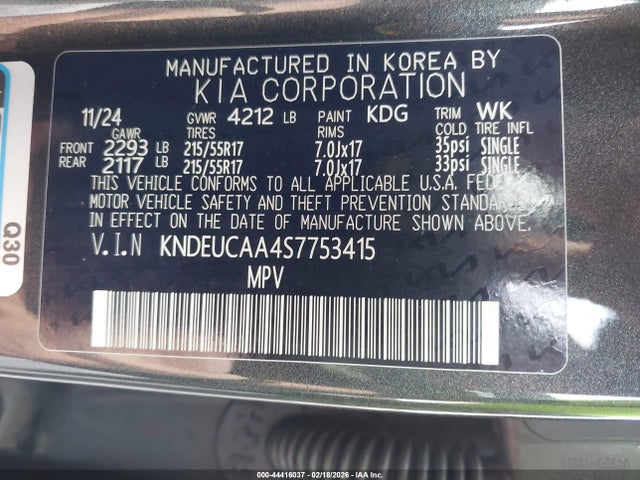 MANUFACTURED IN KOREA BY
KIA CORPORATION
11/24 GVWR 4212 LB PAINT KDG TRIM WK
GAWR TIRES RIMS COLD TIRE INFL
FRONT 2293 LB 215/55R17 7.0Jx17 35psi SINGLE
REAR 2117 LB 215/55R17 7.0Jx17 33psi SINGLE
THIS VEHICLE CONFORMS TO ALL APPLICABLE U.S.A.
MOTOR VEHICLE SAFETY AND THEFT PREVENTION STANDARDS
IN EFFECT ON THE DATE OF MANUFACTURE SHOWN ABOVE.
V.I.N KNDEUCAA4S7753415
MPV
Q30
000-44416037 - 02/18/2026 - IAAI, Inc.